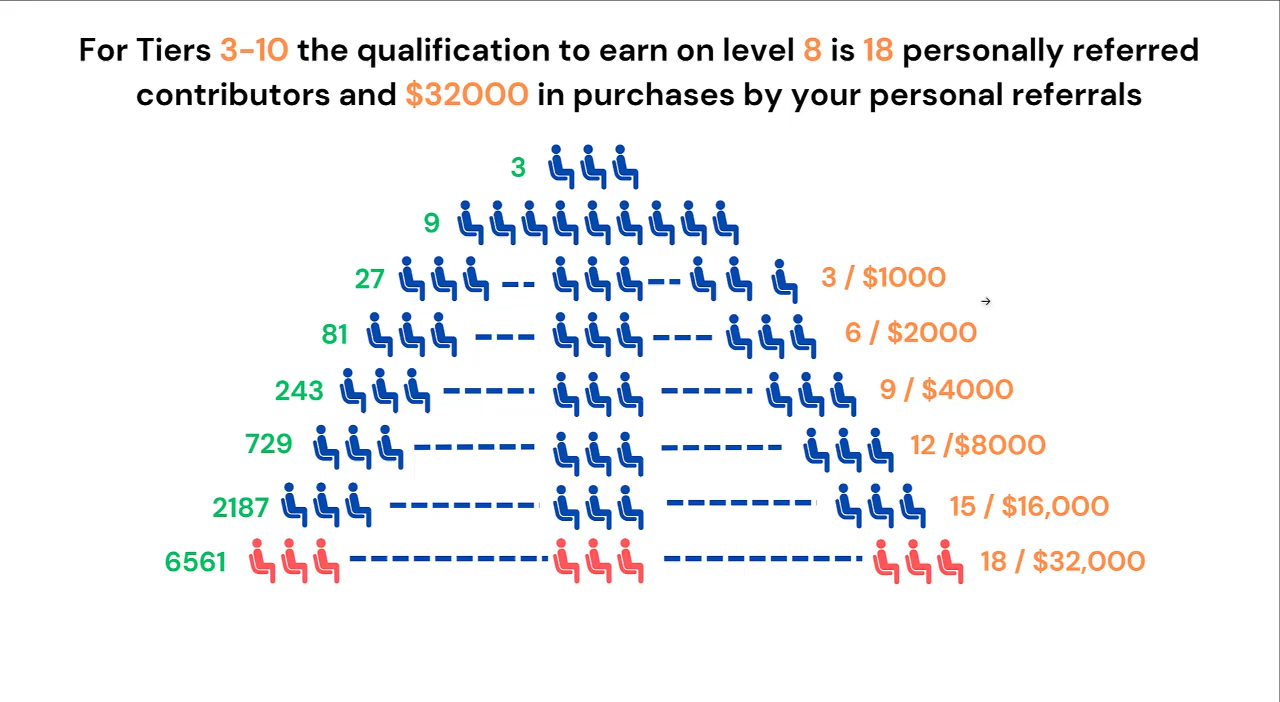 For Tiers 3-10 the qualification to earn on level 8 is 18 personally referred
contributors and $32000 in purchases by your personal referrals
3
9
27 3 / $1000
81 6 / $2000
243 9 / $4000
729 12 /$8000
2187 15 / $16,000
6561 18 / $32,000